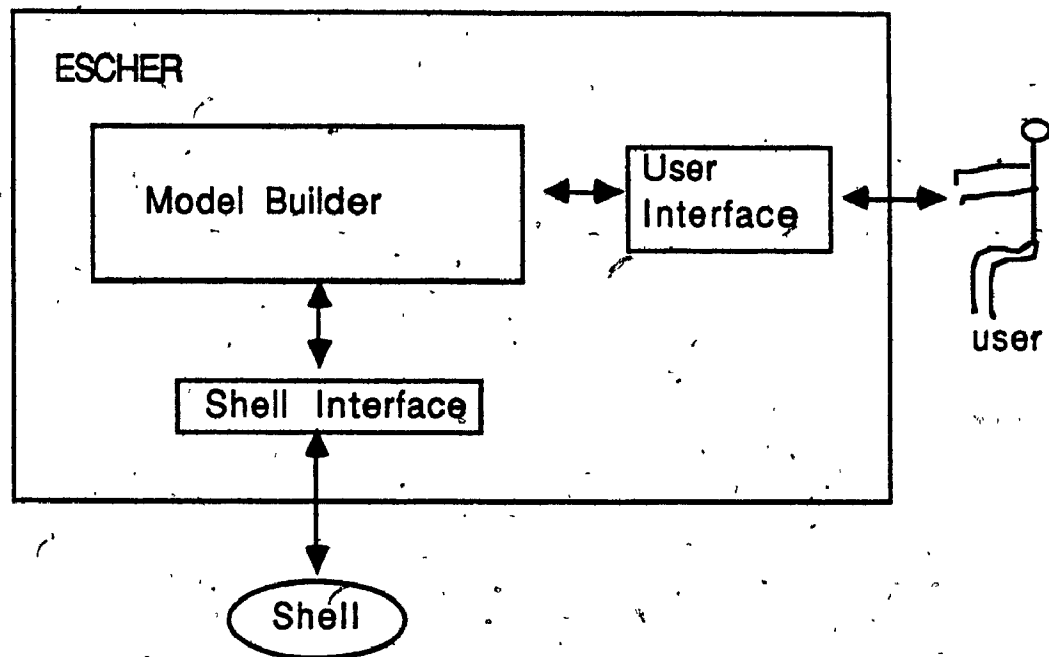 ESCHER
Model Builder
User
Interface
user
Shell Interface
Shell